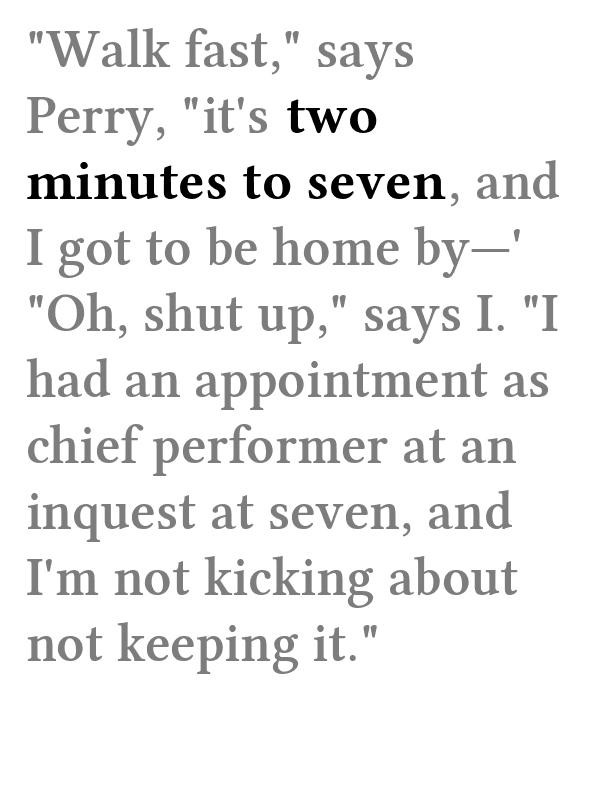 "Walk fast," says
Perry, "it's two
minutes to seven, and
I got to be home by—'
"Oh, shut up," says I. "I
had an appointment as
chief performer at an
inquest at seven, and
I'm not kicking about
not keeping it."